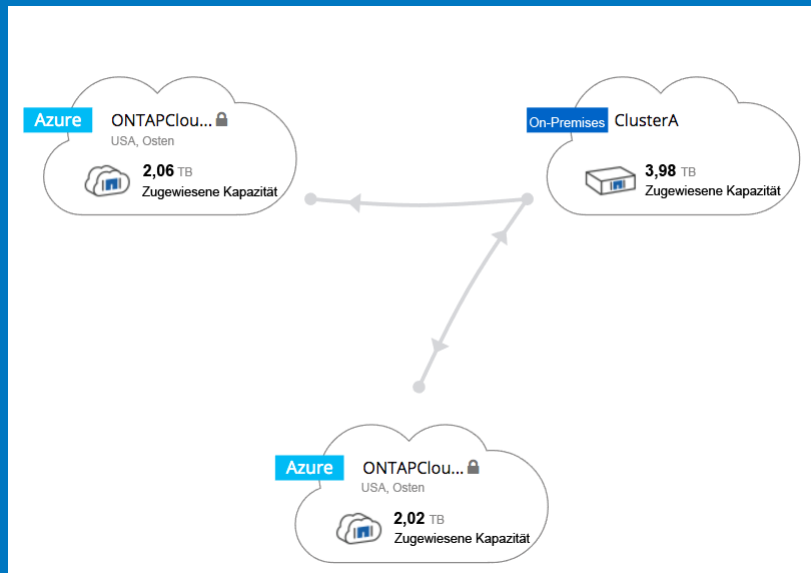 Azure ONTAPClou...
USA, Osten
2,06 TB
Zugewiesene Kapazität
On-Premises ClusterA
3,98 TB
Zugewiesene Kapazität
Azure ONTAPClou...
USA, Osten
2,02 TB
Zugewiesene Kapazität